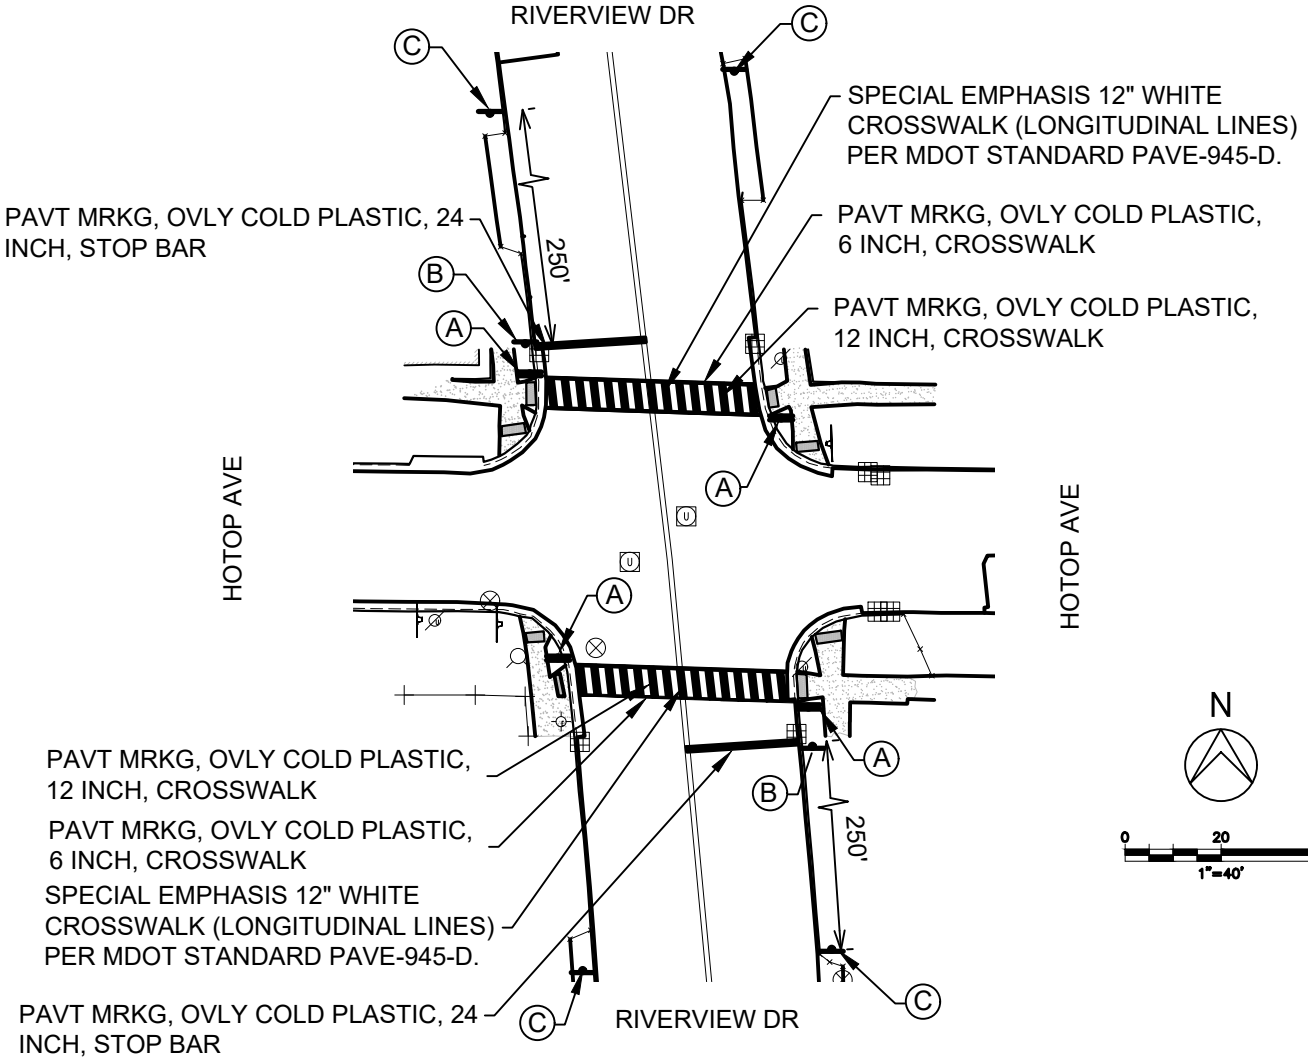 RIVERVIEW DR
C
C
SPECIAL EMPHASIS 12" WHITE
CROSSWALK (LONGITUDINAL LINES)
PER MDOT STANDARD PAVE-945-D.
PAVT MRKG, OVLY COLD PLASTIC, 24
INCH, STOP BAR
PAVT MRKG, OVLY COLD PLASTIC,
6 INCH, CROSSWALK
250'
B
A
PAVT MRKG, OVLY COLD PLASTIC,
12 INCH, CROSSWALK
A
HOTOP AVE
HOTOP AVE
U
U
A
N
PAVT MRKG, OVLY COLD PLASTIC,
12 INCH, CROSSWALK
A
B
PAVT MRKG, OVLY COLD PLASTIC,
6 INCH, CROSSWALK
250'
0 20
1"=40'
SPECIAL EMPHASIS 12" WHITE
CROSSWALK (LONGITUDINAL LINES)
PER MDOT STANDARD PAVE-945-D.
C
C
PAVT MRKG, OVLY COLD PLASTIC, 24
INCH, STOP BAR
RIVERVIEW DR